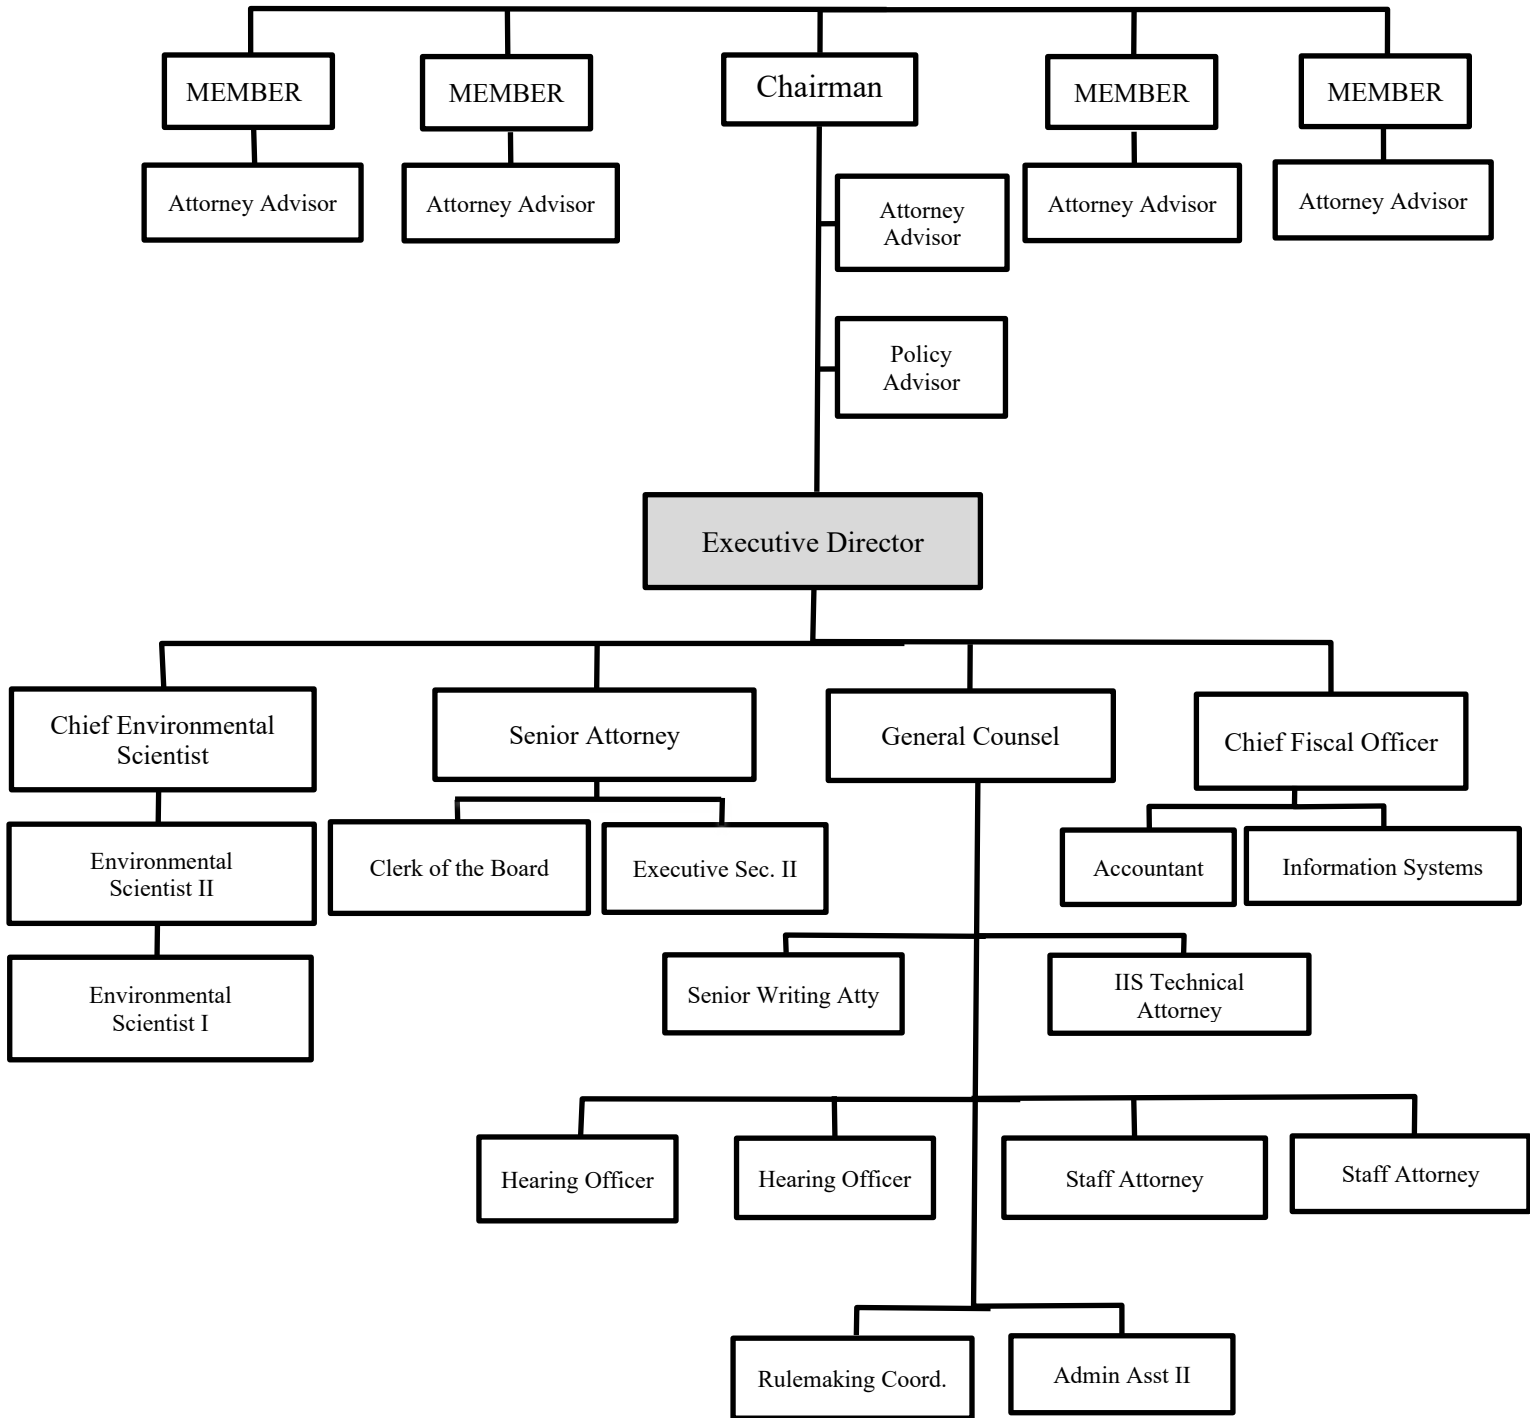 MEMBER
MEMBER
Chairman
MEMBER
MEMBER
Attorney Advisor
Attorney Advisor
Attorney
Advisor
Attorney Advisor
Attorney Advisor
Policy
Advisor
Executive Director
Chief Environmental
Scientist
Senior Attorney
General Counsel
Chief Fiscal Officer
Environmental
Scientist II
Clerk of the Board
Executive Sec. II
Accountant
Information Systems
Environmental
Scientist I
Senior Writing Atty
IIS Technical
Attorney
Hearing Officer
Hearing Officer
Staff Attorney
Staff Attorney
Rulemaking Coord.
Admin Asst II